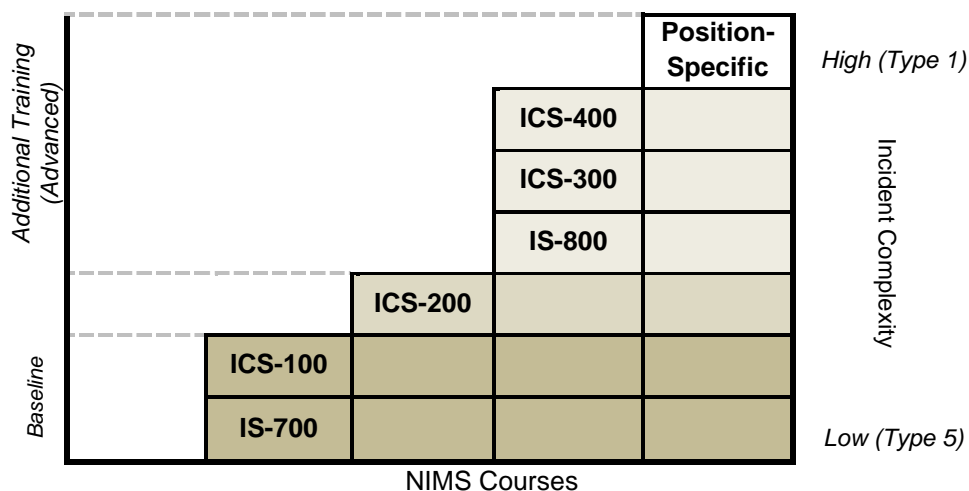 Additional Training
(Advanced)
Baseline
Position-
Specific
ICS-400
ICS-300
IS-800
ICS-200
ICS-100
IS-700
High (Type 1)
Incident Complexity
Low (Type 5)
NIMS Courses